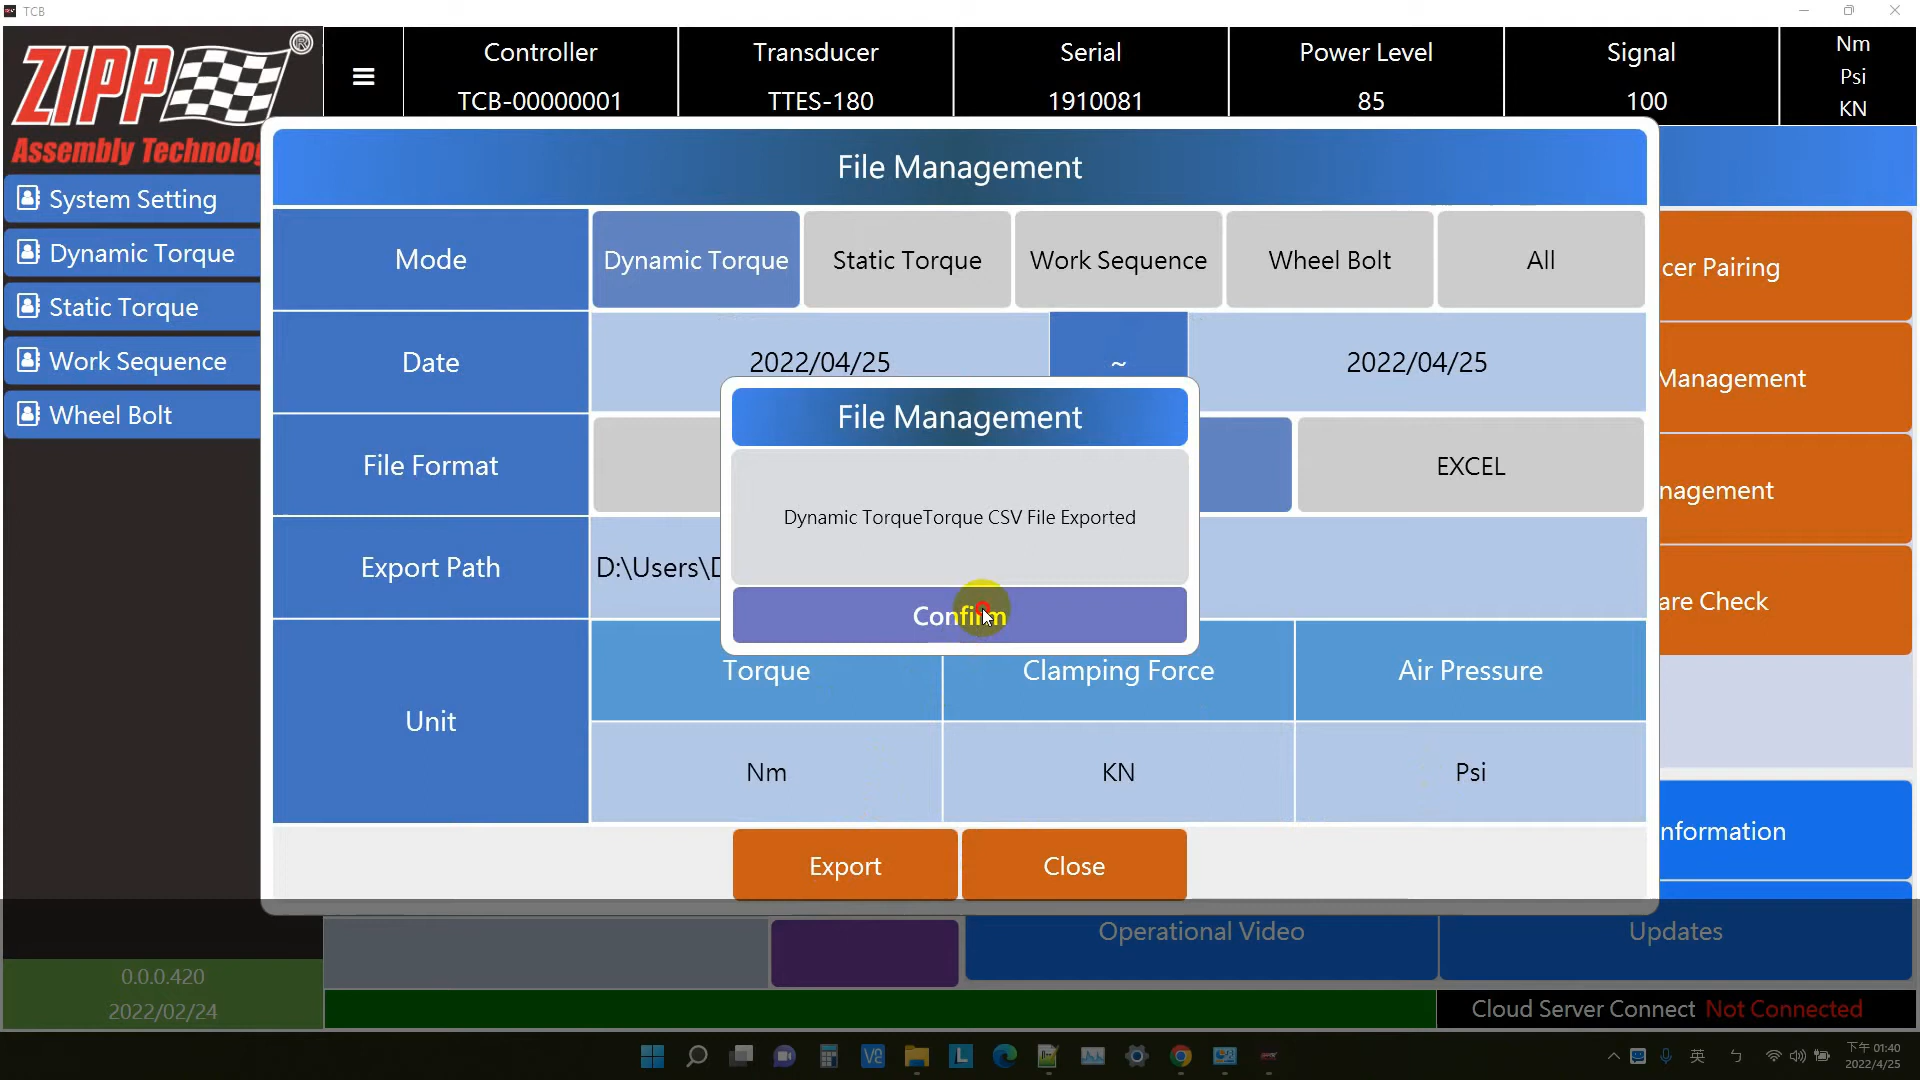 TCB
ZIPP ®
Assembly Technolo
Controller
TCB-00000001
Transducer
TTES-180
Serial
1910081
Power Level
85
Signal
100
Nm
Psi
KN
System Setting
Dynamic Torque
Static Torque
Work Sequence
Wheel Bolt
File Management
Mode
Dynamic Torque
Static Torque
Work Sequence
Wheel Bolt
All
Date
2022/04/25
~
2022/04/25
File Format
EXCEL
Export Path
D:\Users\D
Unit
Torque
Clamping Force
Air Pressure
Nm
KN
Psi
Export
Close
File Management
Dynamic TorqueTorque CSV File Exported
Confirm
cer Pairing
Management
nagement
are Check
nformation
Operational Video
Updates
0.0.0.420
2022/02/24
Cloud Server Connect Not Connected
英
ㄅ
下午 01:40
2022/4/25